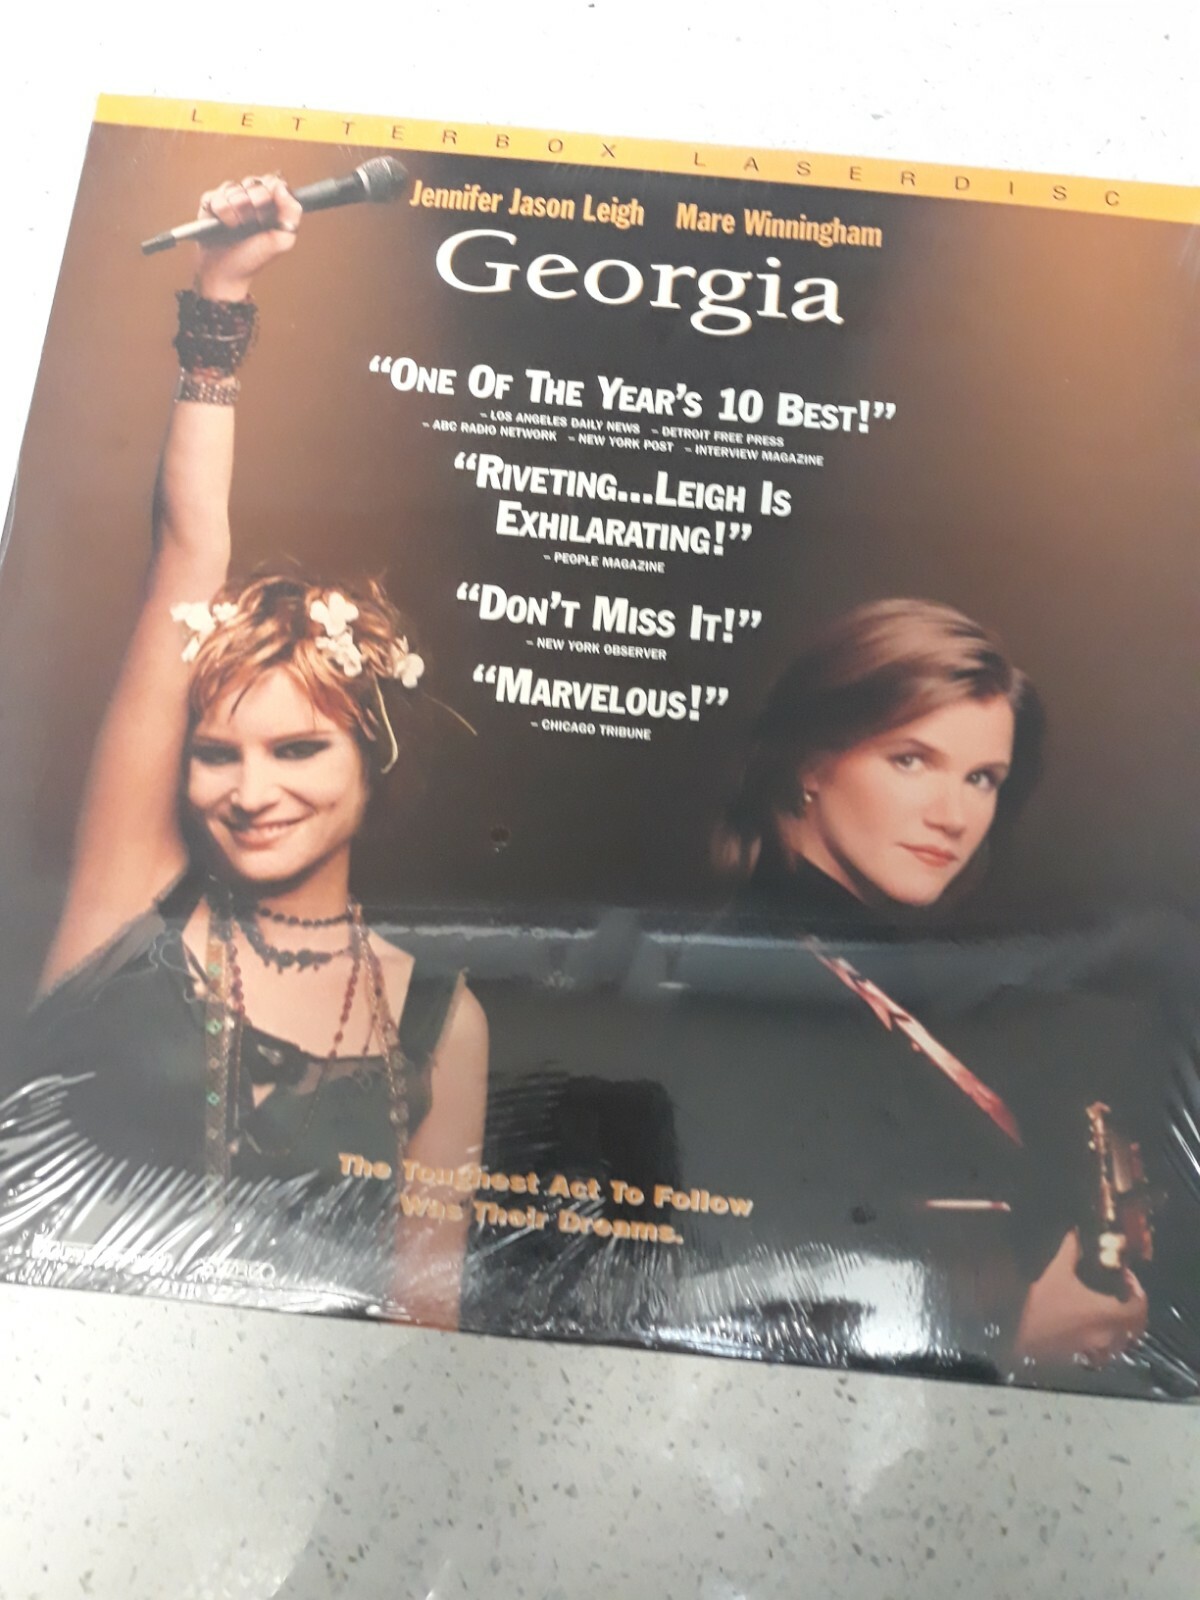 LETTERBOX LASERDISC
Jennifer Jason Leigh Mare Winningham
Georgia
“ONE OF THE YEAR’S 10 BEST!”
– LOS ANGELES DAILY NEWS – DETROIT FREE PRESS
– ABC RADIO NETWORK – NEW YORK POST – INTERVIEW MAGAZINE
“RIVETING...LEIGH IS
EXHILARATING!”
– PEOPLE MAGAZINE
“DON’T MISS IT!”
– NEW YORK OBSERVER
“MARVELOUS!”
– CHICAGO TRIBUNE
The Toughest Act To Follow
Was Their Dreams.
STEREO